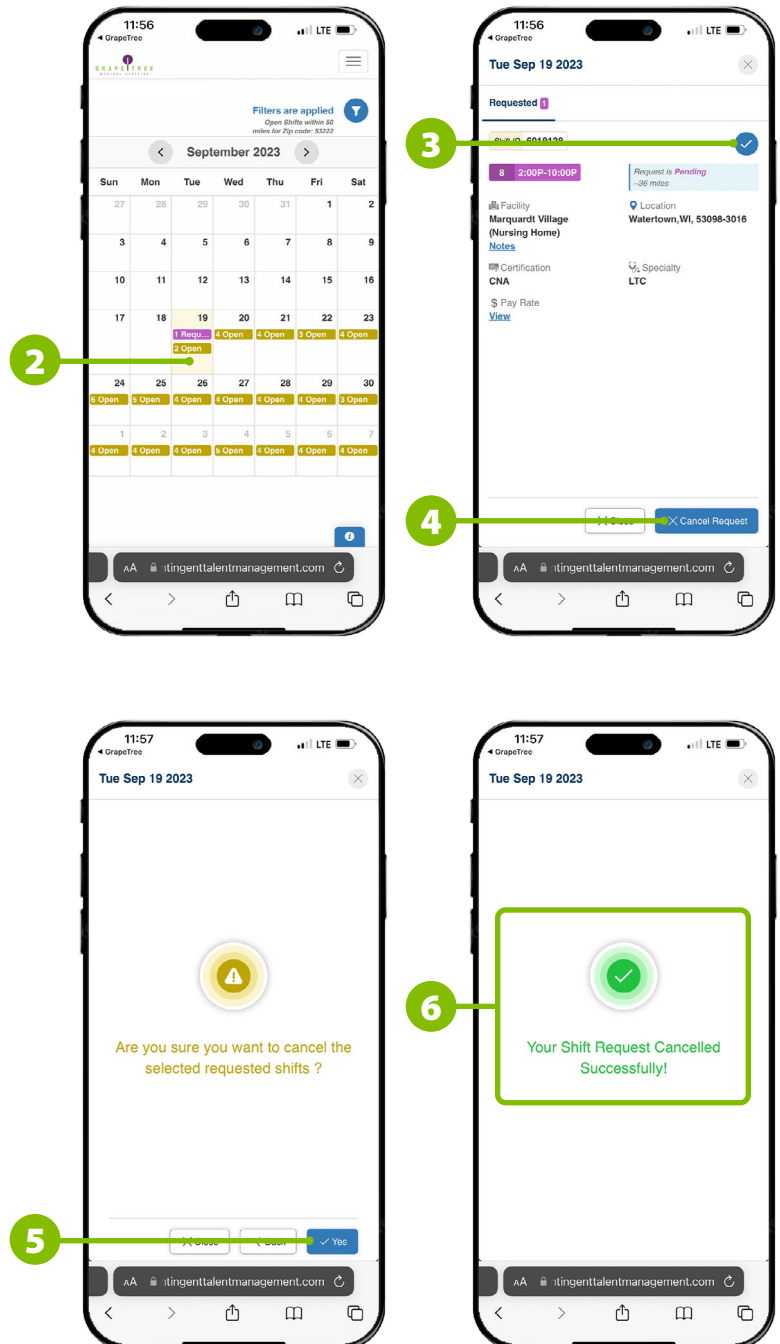 11:56
GrapeTree
LTE
GRAPETREE
MEDICAL STAFFING
Filters are applied
Open Shifts within 50
miles for Zip code: 53222
September 2023
Sun Mon Tue Wed Thu Fri Sat
27 28 29 30 31 1 2
3 4 5 6 7 8 9
10 11 12 13 14 15 16
17 18 19 20 21 22 23
1 Requ... 4 Open 4 Open 3 Open 4 Open
2 Open
2
24 25 26 27 28 29 30
6 Open 5 Open 4 Open 4 Open 4 Open 4 Open 3 Open
1 2 3 4 5 6 7
4 Open 4 Open 4 Open 5 Open 4 Open 4 Open 4 Open
AA ntingenttalentmanagement.com
11:56
GrapeTree
LTE
Tue Sep 19 2023
Requested 1
3
Shift ID 6018128
8 2:00P-10:00P
Request is Pending
~36 miles
Facility
Marquardt Village
(Nursing Home)
Notes
Location
Watertown,WI, 53098-3016
Certification
CNA
Specialty
LTC
$ Pay Rate
View
4
Close Cancel Request
AA ntingenttalentmanagement.com
11:57
GrapeTree
LTE
Tue Sep 19 2023
Are you sure you want to cancel the
selected requested shifts ?
5
Close Back Yes
AA ntingenttalentmanagement.com
11:57
GrapeTree
LTE
Tue Sep 19 2023
6
Your Shift Request Cancelled
Successfully!
AA ntingenttalentmanagement.com